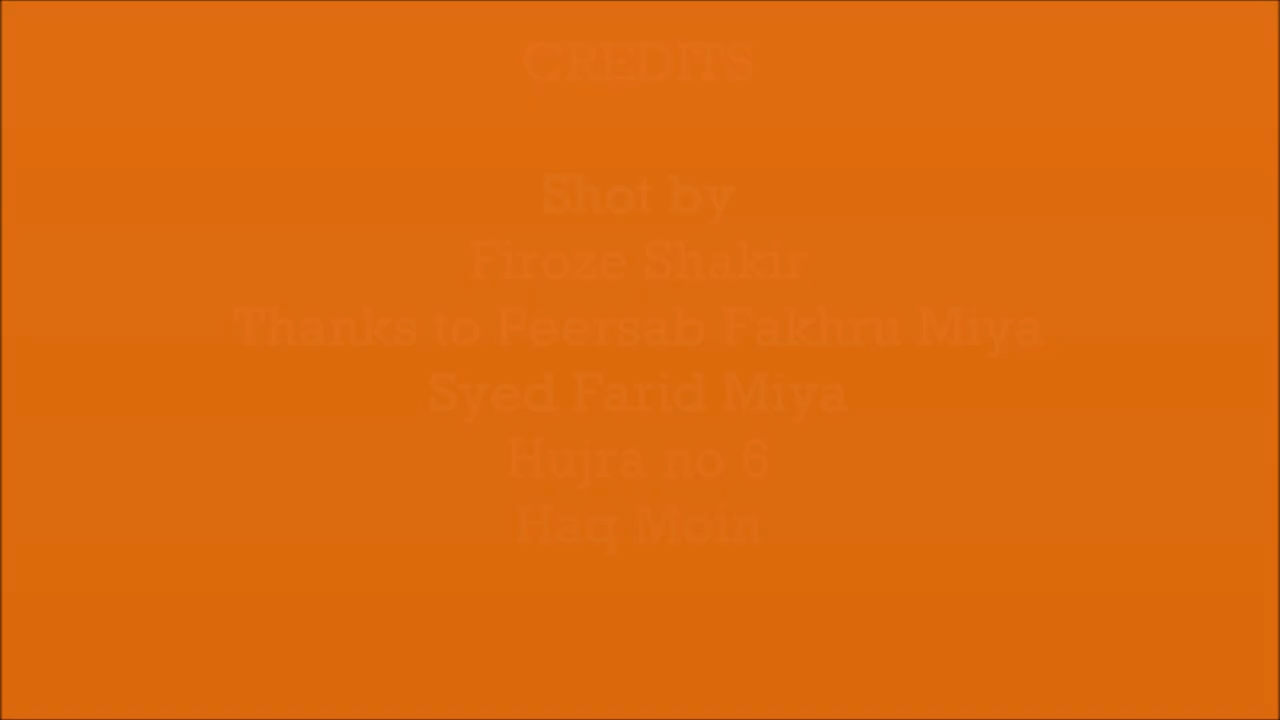 CREDITS
Shot by
Firoze Shakir
Thanks to Peersab Fakhru Miya
Syed Farid Miya
Hujra no 6
Haq Moin